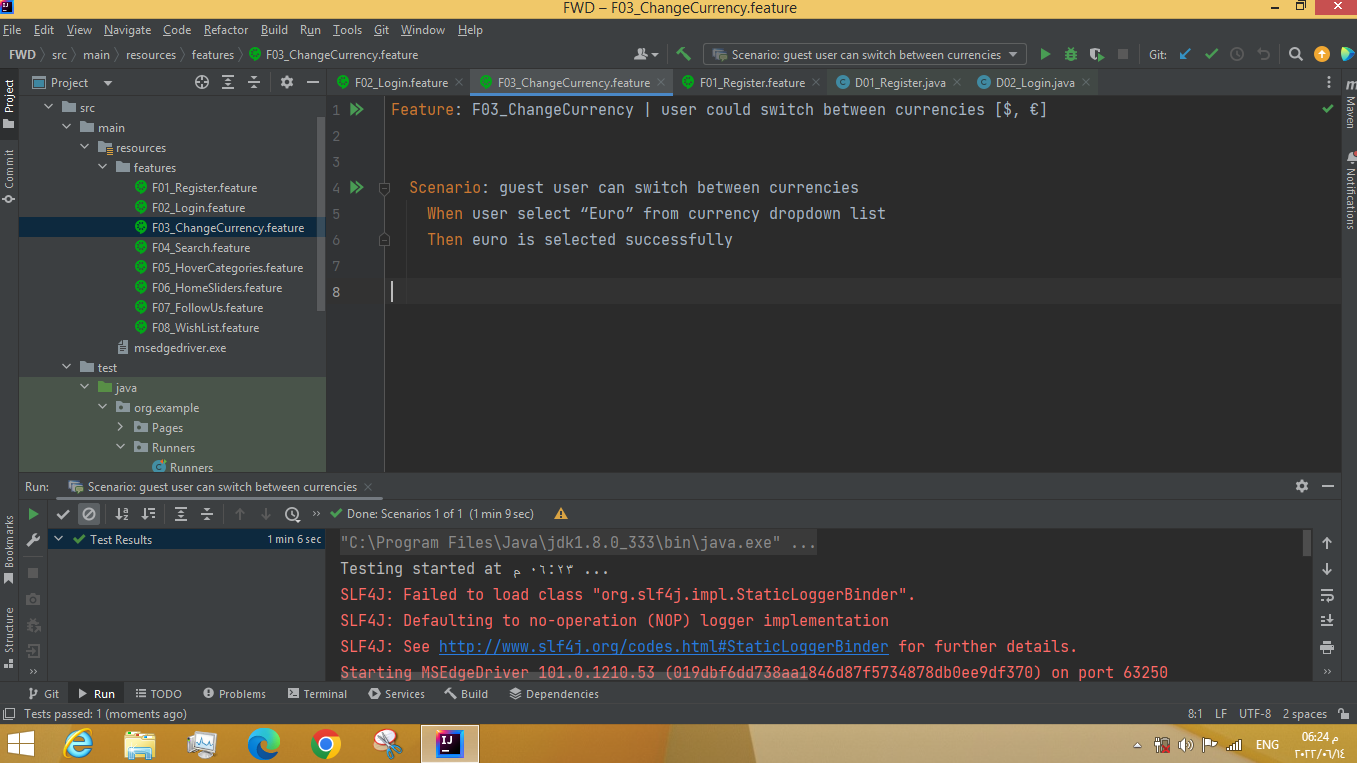 FWD – F03_ChangeCurrency.feature
File Edit View Navigate Code Refactor Build Run Tools Git Window Help
FWD src main resources features F03_ChangeCurrency.feature
Scenario: guest user can switch between currencies
Git:
Project
F02_Login.feature F03_ChangeCurrency.feature F01_Register.feature D01_Register.java D02_Login.java
Project
Commit
Bookmarks
Structure
Maven
Notifications
src
main
resources
features
F01_Register.feature
F02_Login.feature
F03_ChangeCurrency.feature
F04_Search.feature
F05_HoverCategories.feature
F06_HomeSliders.feature
F07_FollowUs.feature
F08_WishList.feature
msedgedriver.exe
test
java
org.example
Pages
Runners
Runners
1 Feature: F03_ChangeCurrency | user could switch between currencies [$, €]
2
3
4 Scenario: guest user can switch between currencies
5 When user select “Euro” from currency dropdown list
6 Then euro is selected successfully
7
8
Run: Scenario: guest user can switch between currencies
Done: Scenarios 1 of 1 (1 min 9 sec)
Test Results 1 min 6 sec
"C:\Program Files\Java\jdk1.8.0_333\bin\java.exe" ...
Testing started at ٠٦:٢٣ م ...
SLF4J: Failed to load class "org.slf4j.impl.StaticLoggerBinder".
SLF4J: Defaulting to no-operation (NOP) logger implementation
SLF4J: See http://www.slf4j.org/codes.html#StaticLoggerBinder for further details.
Starting MSEdgeDriver 101.0.1210.53 (019dbf6dd738aa1846d87f5734878db0ee9df370) on port 63250
Git Run TODO Problems Terminal Services Build Dependencies
Tests passed: 1 (moments ago)
8:1 LF UTF-8 2 spaces
ENG
06:24 م
٢٠٢٢/٠٦/١٤